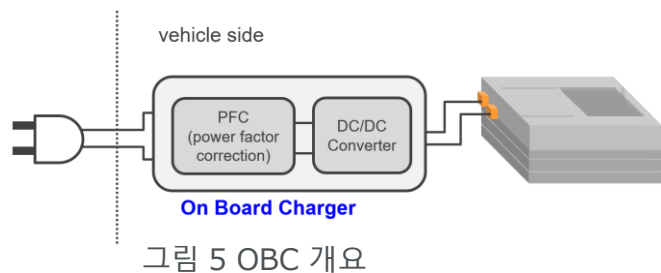 vehicle side
PFC
(power factor
correction)
DC/DC
Converter
On Board Charger
그림 5 OBC 개요